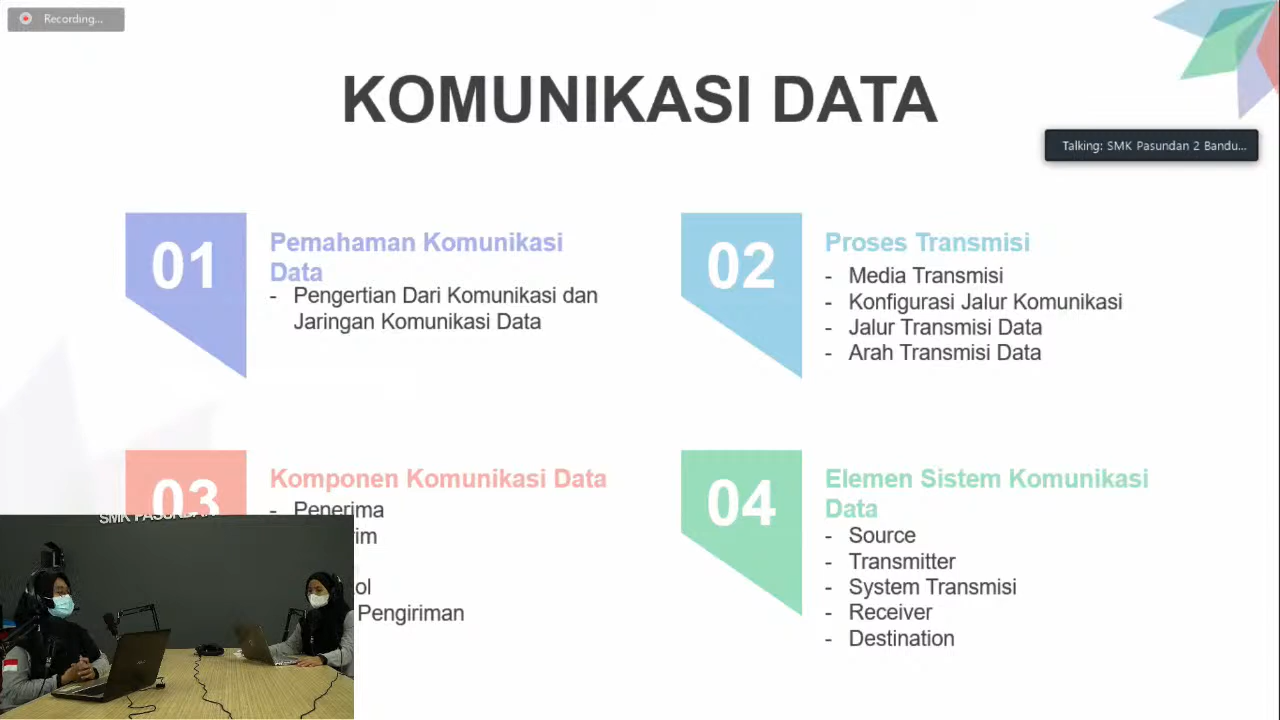 Recording...
KOMUNIKASI DATA
Talking: SMK Pasundan 2 Bandu...
01
Pemahaman Komunikasi
Data
- Pengertian Dari Komunikasi dan
Jaringan Komunikasi Data
02
Proses Transmisi
- Media Transmisi
- Konfigurasi Jalur Komunikasi
- Jalur Transmisi Data
- Arah Transmisi Data
03
Komponen Komunikasi Data
- Penerima
Pengiriman
SMK
04
Elemen Sistem Komunikasi
Data
- Source
- Transmitter
- System Transmisi
- Receiver
- Destination